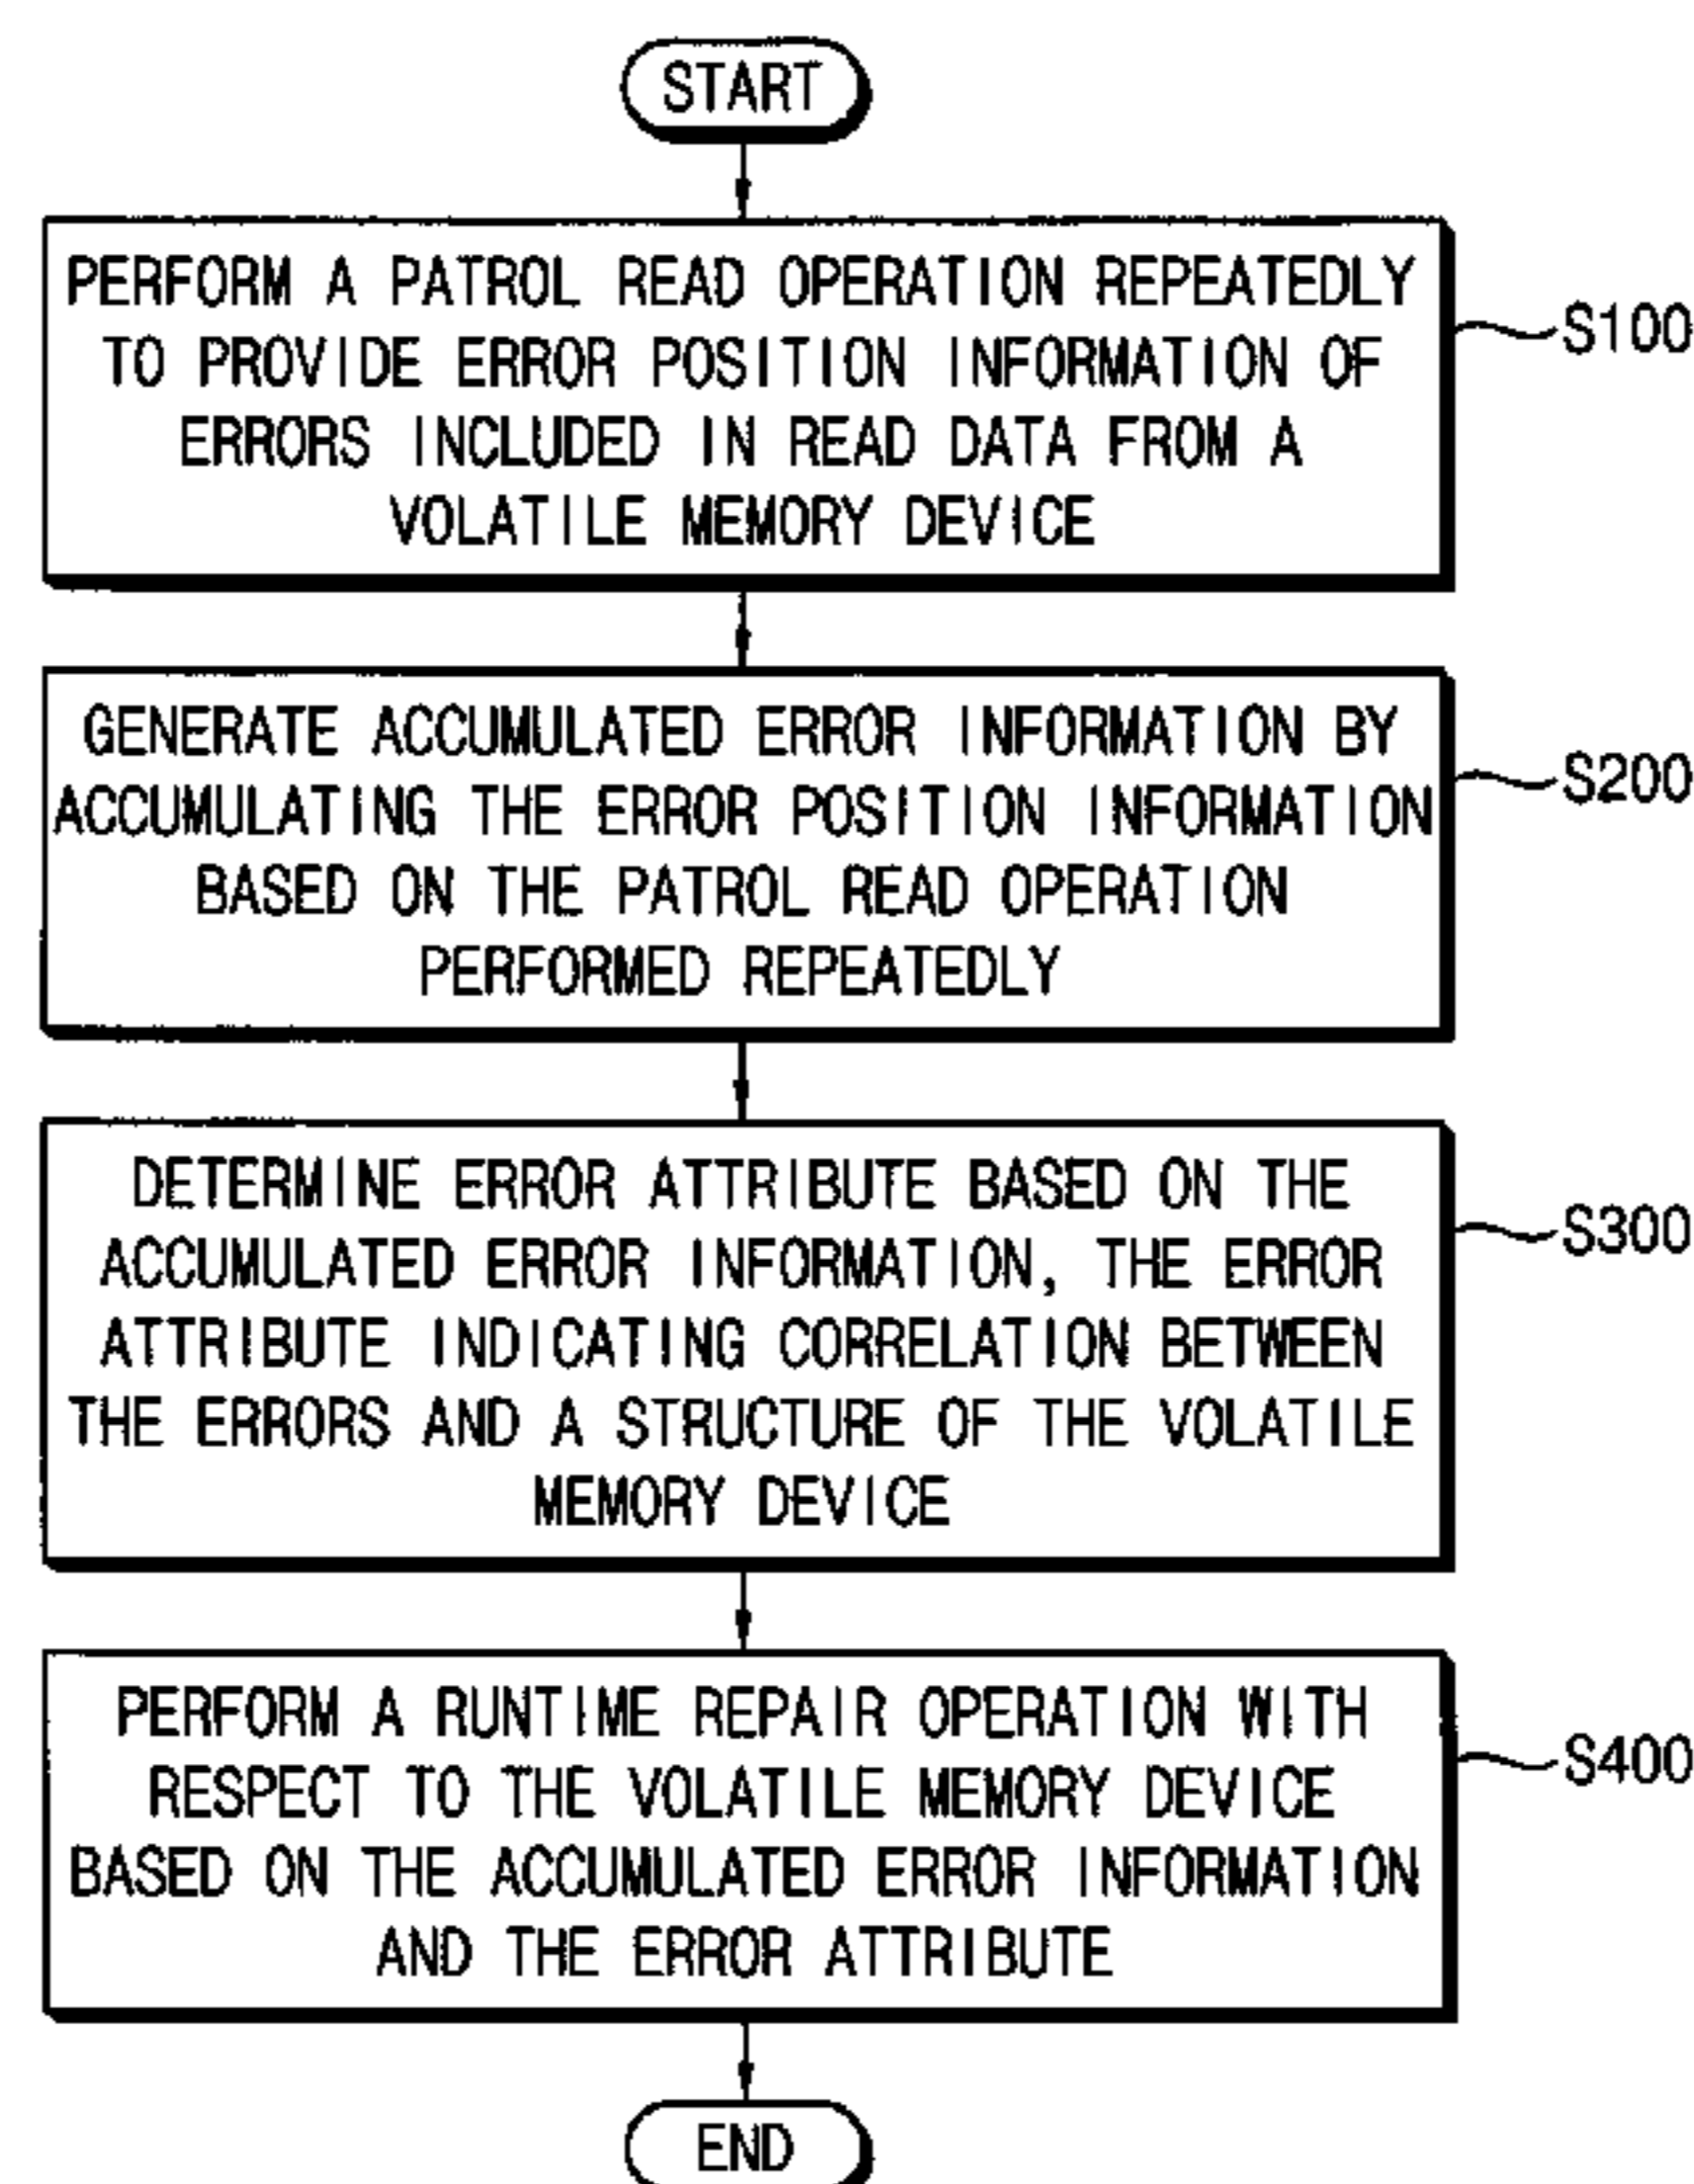 START
PERFORM A PATROL READ OPERATION REPEATEDLY
TO PROVIDE ERROR POSITION INFORMATION OF
ERRORS INCLUDED IN READ DATA FROM A
VOLATILE MEMORY DEVICE
S100
GENERATE ACCUMULATED ERROR INFORMATION BY
ACCUMULATING THE ERROR POSITION INFORMATION
BASED ON THE PATROL READ OPERATION
PERFORMED REPEATEDLY
S200
DETERMINE ERROR ATTRIBUTE BASED ON THE
ACCUMULATED ERROR INFORMATION, THE ERROR
ATTRIBUTE INDICATING CORRELATION BETWEEN
THE ERRORS AND A STRUCTURE OF THE VOLATILE
MEMORY DEVICE
S300
PERFORM A RUNTIME REPAIR OPERATION WITH
RESPECT TO THE VOLATILE MEMORY DEVICE
BASED ON THE ACCUMULATED ERROR INFORMATION
AND THE ERROR ATTRIBUTE
S400
END